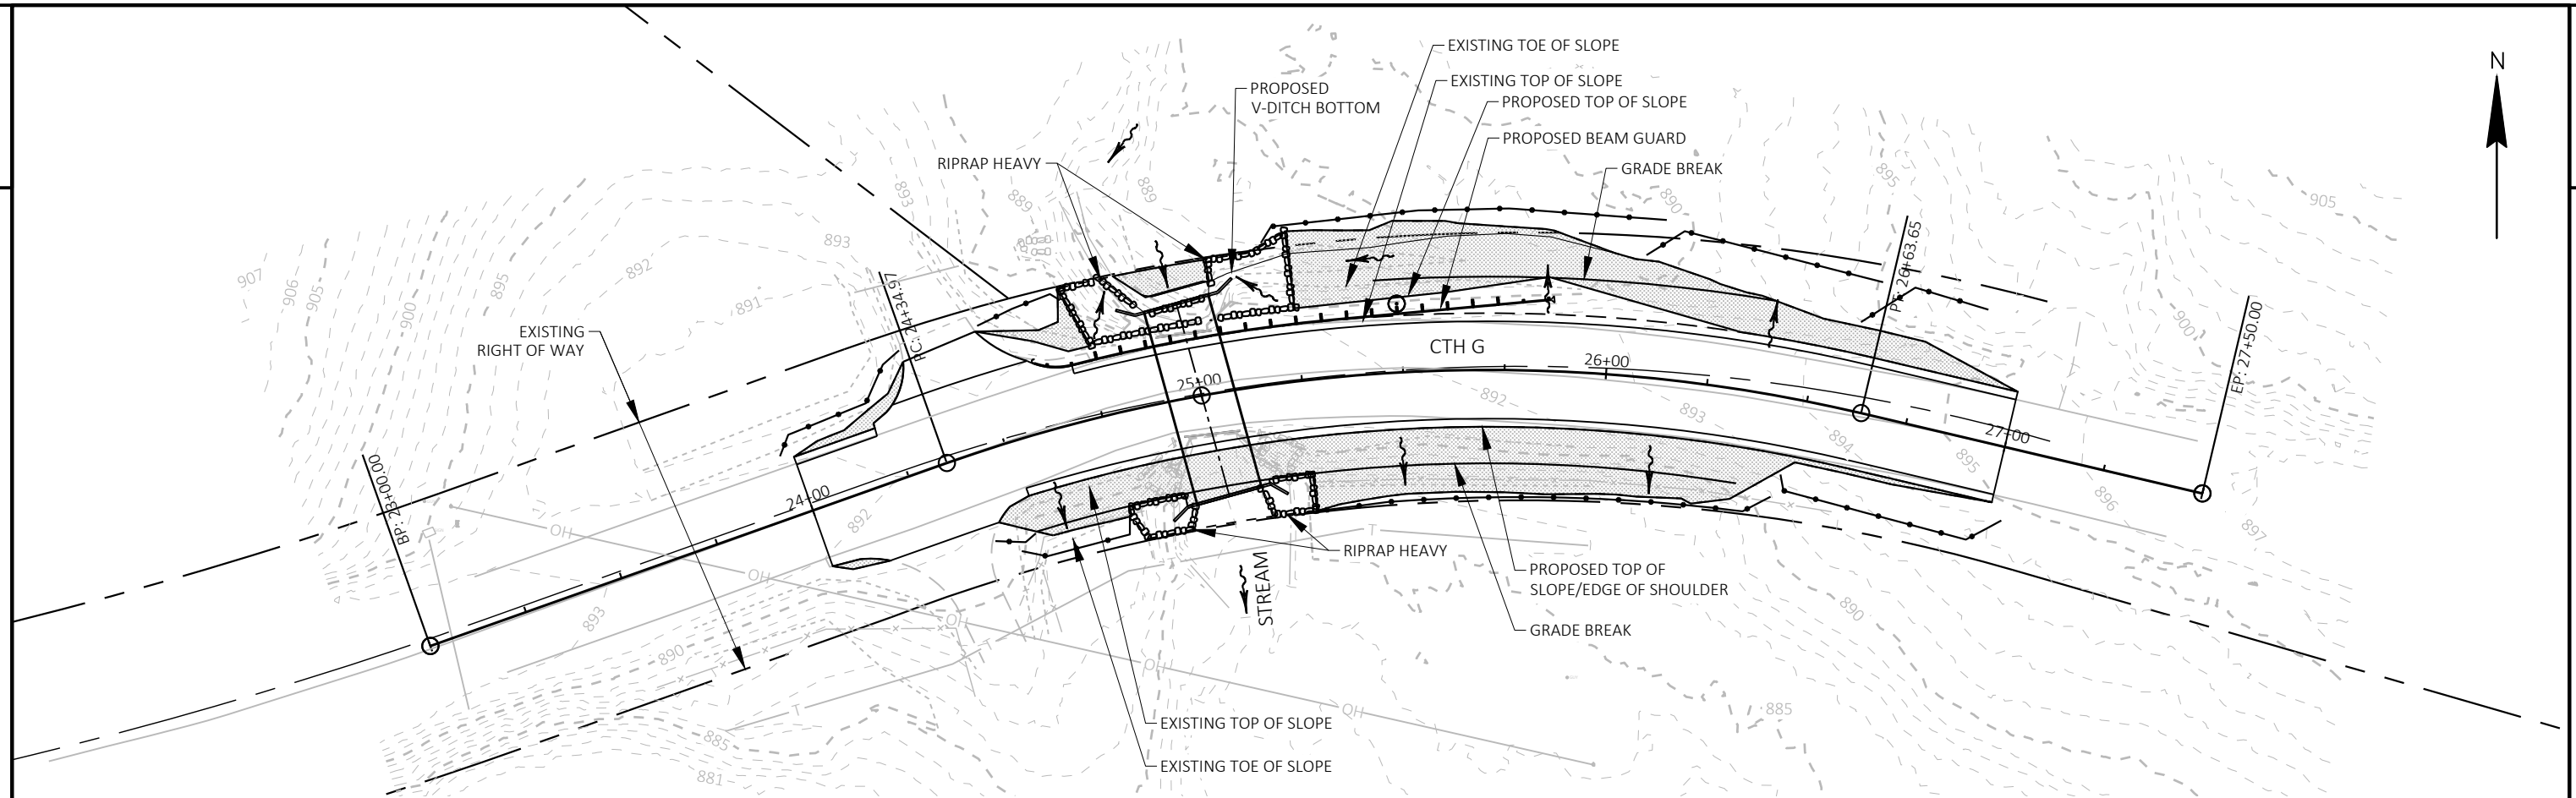 EXISTING TOE OF SLOPE
N
EXISTING TOP OF SLOPE
PROPOSED
V-DITCH BOTTOM
PROPOSED TOP OF SLOPE
PROPOSED BEAM GUARD
RIPRAP HEAVY
GRADE BREAK
893
889
889
890
895
905
893
892
907
906
905
900
895
891
PC: 24+34.97
PT: 26+63.65
EP: 27+50.00
900
EXISTING
RIGHT OF WAY
CTH G
26+00
25+00
892
893
894
895
27+00
BP: 23+00.00
24+00
892
896
897
OH
OH
OH
OH
OH
T
T
RIPRAP HEAVY
STREAM
PROPOSED TOP OF
SLOPE/EDGE OF SHOULDER
893
890
890
GRADE BREAK
885
885
881
EXISTING TOP OF SLOPE
EXISTING TOE OF SLOPE